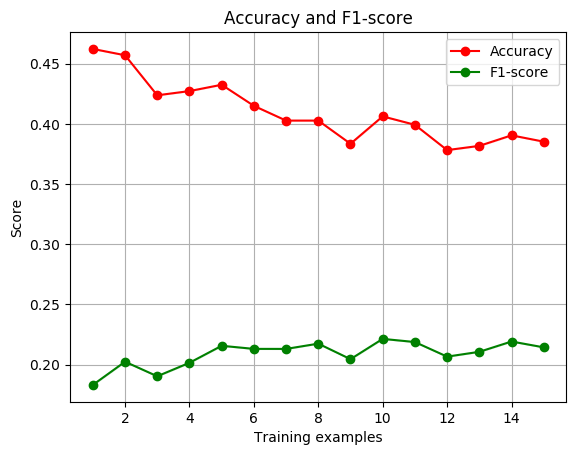 Accuracy and F1-score
Accuracy
F1-score
0.45
0.40
0.35
0.30
0.25
0.20
Score
2 4 6 8 10 12 14
Training examples